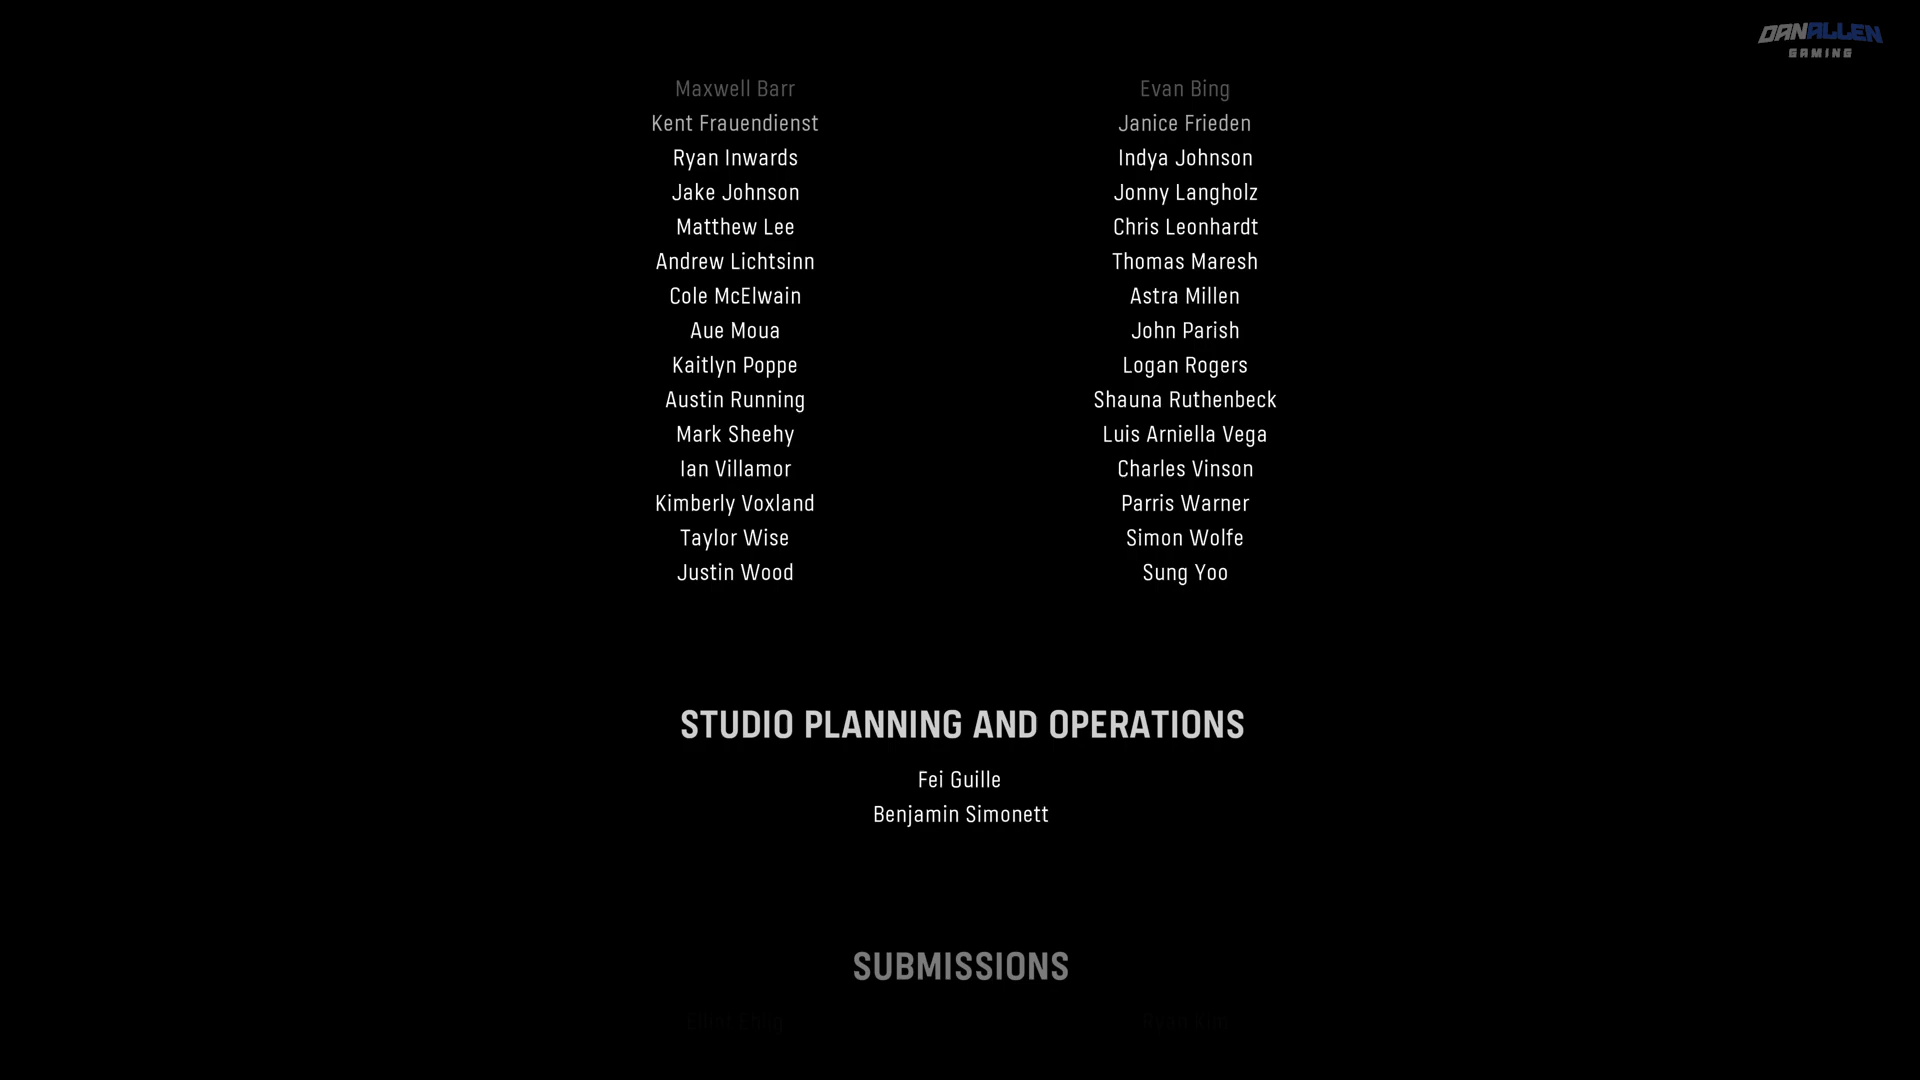 DANALLEN
GAMING
Maxwell Barr Evan Bing
Kent Frauendienst Janice Frieden
Ryan Inwards Indya Johnson
Jake Johnson Jonny Langholz
Matthew Lee Chris Leonhardt
Andrew Lichtsinn Thomas Maresh
Cole McElwain Astra Millen
Aue Moua John Parish
Kaitlyn Poppe Logan Rogers
Austin Running Shauna Ruthenbeck
Mark Sheehy Luis Arniella Vega
Ian Villamor Charles Vinson
Kimberly Voxland Parris Warner
Taylor Wise Simon Wolfe
Justin Wood Sung Yoo
STUDIO PLANNING AND OPERATIONS
Fei Guille
Benjamin Simonett
SUBMISSIONS
Ryan Kim